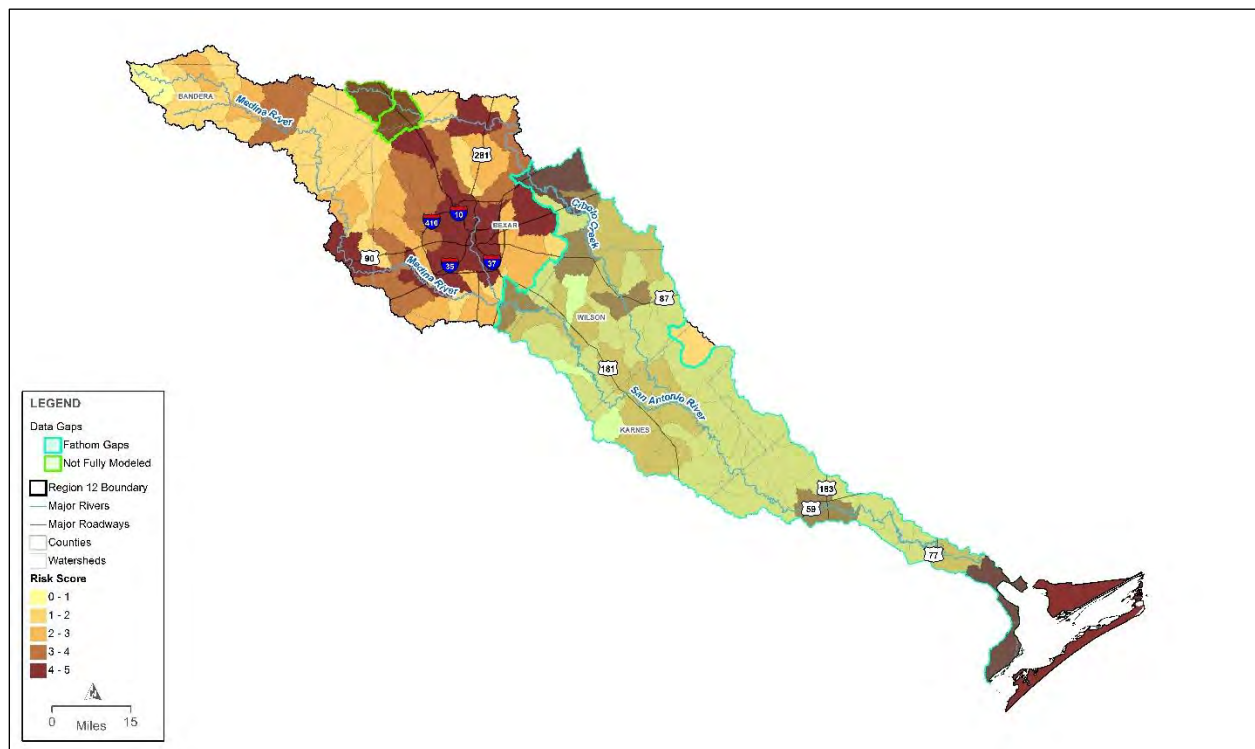 BANDERA
Medina River
281
10
410
BEXAR
Cibolo Creek
90
35
37
Medina River
87
WILSON
181
San Antonio River
KARNES
183
59
77
LEGEND
Data Gaps
Fathom Gaps
Not Fully Modeled
Region 12 Boundary
Major Rivers
Major Roadways
Counties
Watersheds
Risk Score
0 - 1
1 - 2
2 - 3
3 - 4
4 - 5
N
0 15
Miles